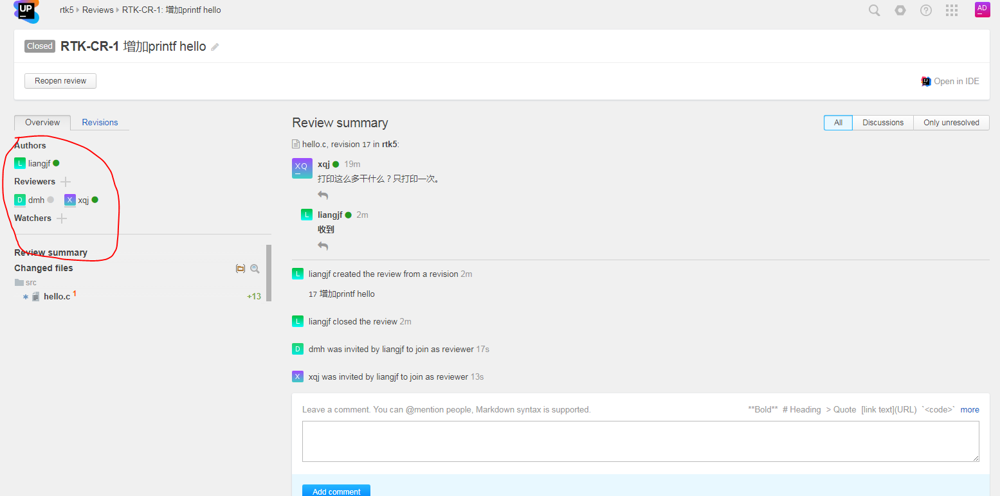 UP
rtk5 Reviews RTK-CR-1: 增加printf hello
AD
Closed RTK-CR-1 增加printf hello
Reopen review
Open in IDE
Overview Revisions
Authors
L liangjf
Reviewers
D dmh X xqj
Watchers
Review summary
Changed files
src
hello.c 1 +13
Review summary
All Discussions Only unresolved
hello.c, revision 17 in rtk5:
XQ xqj 19m
打印这么多干什么？只打印一次。
L liangjf 2m
收到
L liangjf created the review from a revision 2m
17 增加printf hello
L liangjf closed the review 2m
D dmh was invited by liangjf to join as reviewer 17s
X xqj was invited by liangjf to join as reviewer 13s
Leave a comment. You can @mention people, Markdown syntax is supported. **Bold** # Heading > Quote [link text](URL) `<code>` more
Add comment